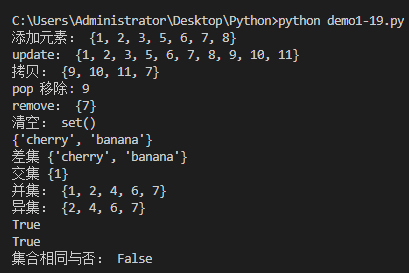 C:\Users\Administrator\Desktop\Python>python demo1-19.py
添加元素： {1, 2, 3, 5, 6, 7, 8}
update： {1, 2, 3, 5, 6, 7, 8, 9, 10, 11}
拷贝： {9, 10, 11, 7}
pop 移除: 9
remove： {7}
清空： set()
{'cherry', 'banana'}
差集 {'cherry', 'banana'}
交集 {1}
并集： {1, 2, 4, 6, 7}
异集： {2, 4, 6, 7}
True
True
集合相同与否： False